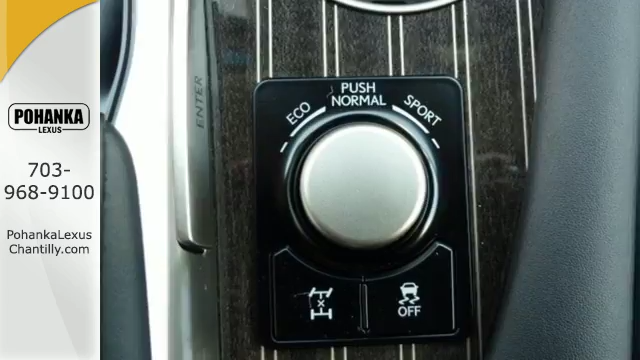 POHANKA
LEXUS
703-
968-9100
PohankaLexus
Chantilly.com
ENTER
PUSH
ECO NORMAL SPORT
OFF